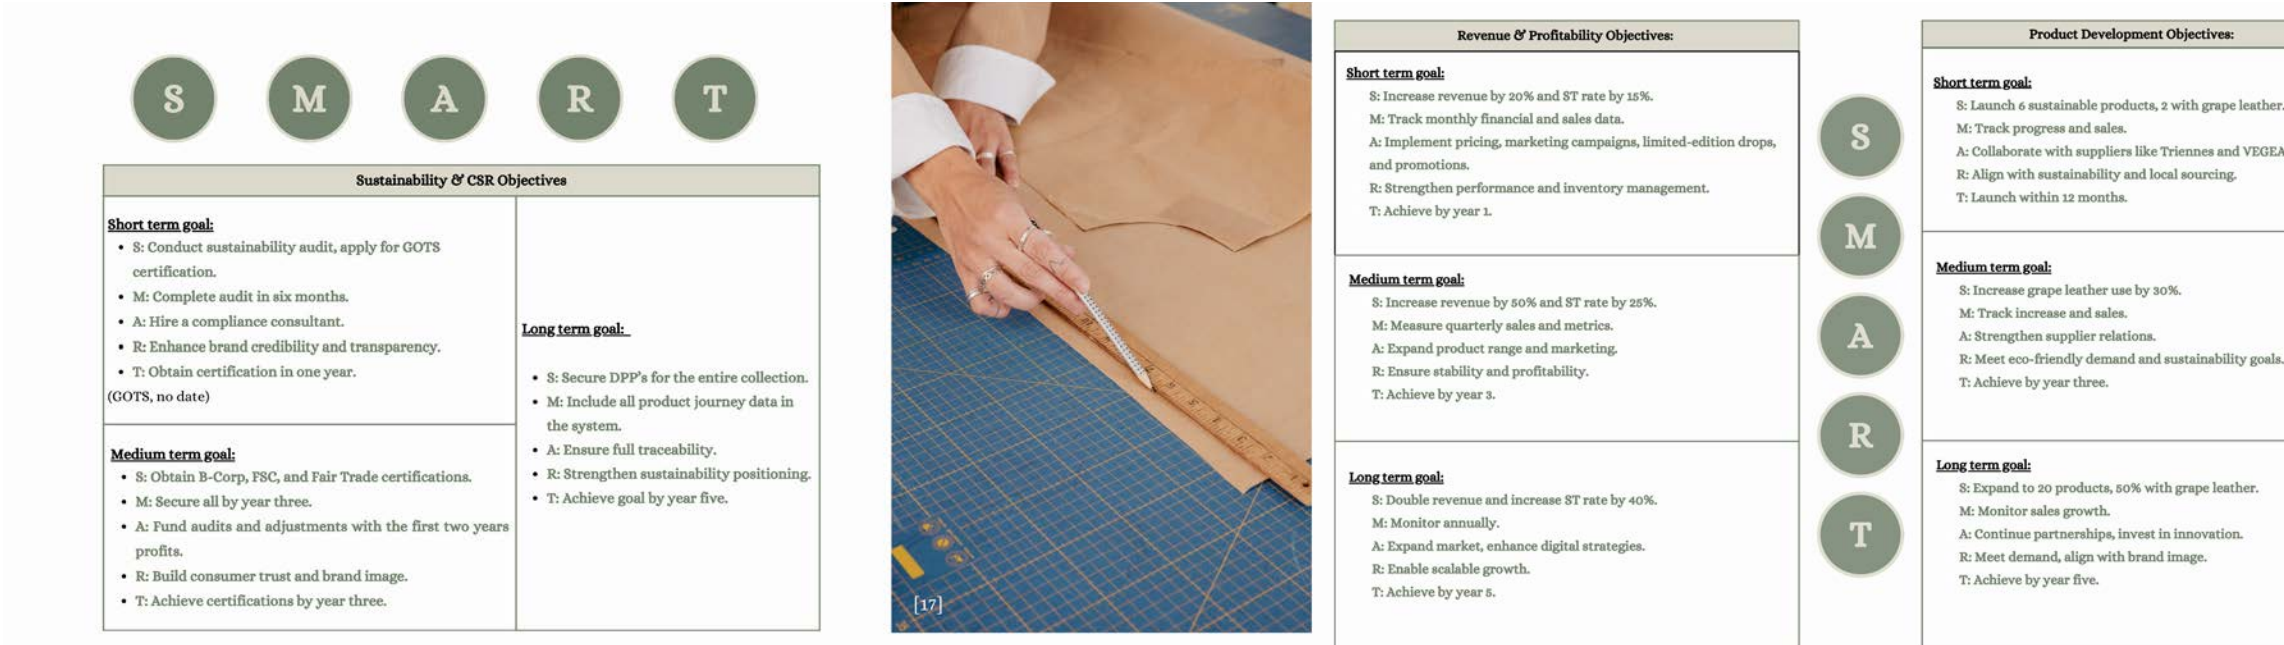 S M A R T
Sustainability & CSR Objectives
Short term goal:
• S: Conduct sustainability audit, apply for GOTS
certification.
• M: Complete audit in six months.
• A: Hire a compliance consultant.
• R: Enhance brand credibility and transparency.
• T: Obtain certification in one year.
(GOTS, no date)
Medium term goal:
• S: Obtain B-Corp, FSC, and Fair Trade certifications.
• M: Secure all by year three.
• A: Fund audits and adjustments with the first two years
profits.
• R: Build consumer trust and brand image.
• T: Achieve certifications by year three.
Long term goal:
• S: Secure DPP's for the entire collection.
• M: Include all product journey data in
the system.
• A: Ensure full traceability.
• R: Strengthen sustainability positioning.
• T: Achieve goal by year five.
[17]
Revenue & Profitability Objectives:
Short term goal:
S: Increase revenue by 20% and ST rate by 15%.
M: Track monthly financial and sales data.
A: Implement pricing, marketing campaigns, limited-edition drops,
and promotions.
R: Strengthen performance and inventory management.
T: Achieve by year 1.
Medium term goal:
S: Increase revenue by 50% and ST rate by 25%.
M: Measure quarterly sales and metrics.
A: Expand product range and marketing.
R: Ensure stability and profitability.
T: Achieve by year 3.
Long term goal:
S: Double revenue and increase ST rate by 40%.
M: Monitor annually.
A: Expand market, enhance digital strategies.
R: Enable scalable growth.
T: Achieve by year 5.
S
M
A
R
T
Product Development Objectives:
Short term goal:
S: Launch 6 sustainable products, 2 with grape leather.
M: Track progress and sales.
A: Collaborate with suppliers like Triennes and VEGEA
R: Align with sustainability and local sourcing.
T: Launch within 12 months.
Medium term goal:
S: Increase grape leather use by 30%.
M: Track increase and sales.
A: Strengthen supplier relations.
R: Meet eco-friendly demand and sustainability goals.
T: Achieve by year three.
Long term goal:
S: Expand to 20 products, 50% with grape leather.
M: Monitor sales growth.
A: Continue partnerships, invest in innovation.
R: Meet demand, align with brand image.
T: Achieve by year five.